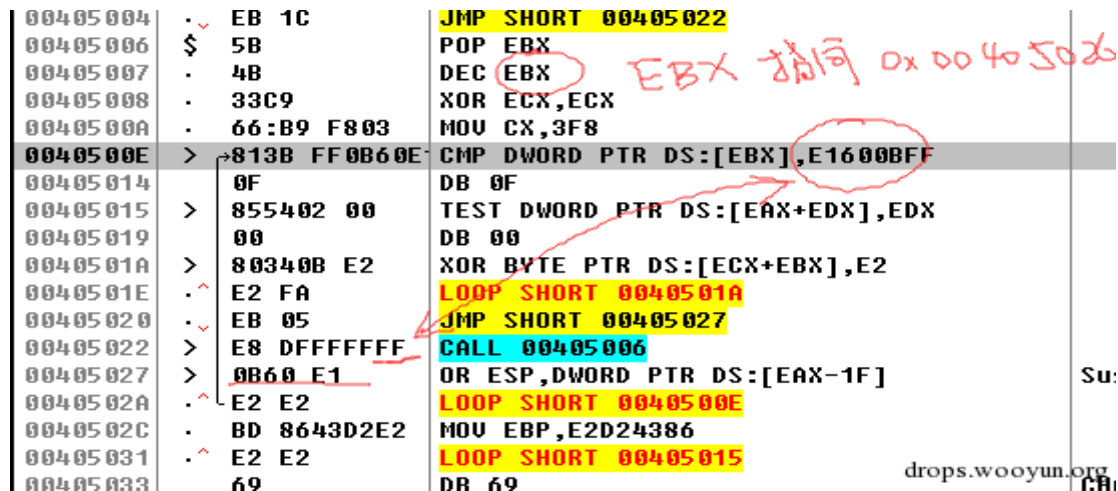 00405004 . EB 1C JMP SHORT 00405022
00405006 $ 5B POP EBX
00405007 . 4B DEC EBX
EBX 指向 0x00405026
00405008 . 33C9 XOR ECX,ECX
0040500A . 66:B9 F803 MOV CX,3F8
0040500E > 813B FF0B60E CMP DWORD PTR DS:[EBX],E1600BFF
00405014 0F DB 0F
00405015 > 855402 00 TEST DWORD PTR DS:[EAX+EDX],EDX
00405019 00 DB 00
0040501A > 80340B E2 XOR BYTE PTR DS:[ECX+EBX],E2
0040501E .^ E2 FA LOOP SHORT 0040501A
00405020 . EB 05 JMP SHORT 00405027
00405022 > E8 DFFFFFFF CALL 00405006
00405027 > 0B60 E1 OR ESP,DWORD PTR DS:[EAX-1F] Su
0040502A .^ E2 E2 LOOP SHORT 0040500E
0040502C . BD 8643D2E2 MOV EBP,E2D24386
00405031 .^ E2 E2 LOOP SHORT 00405015
00405033 69 DB 69
drops.wooyun.org